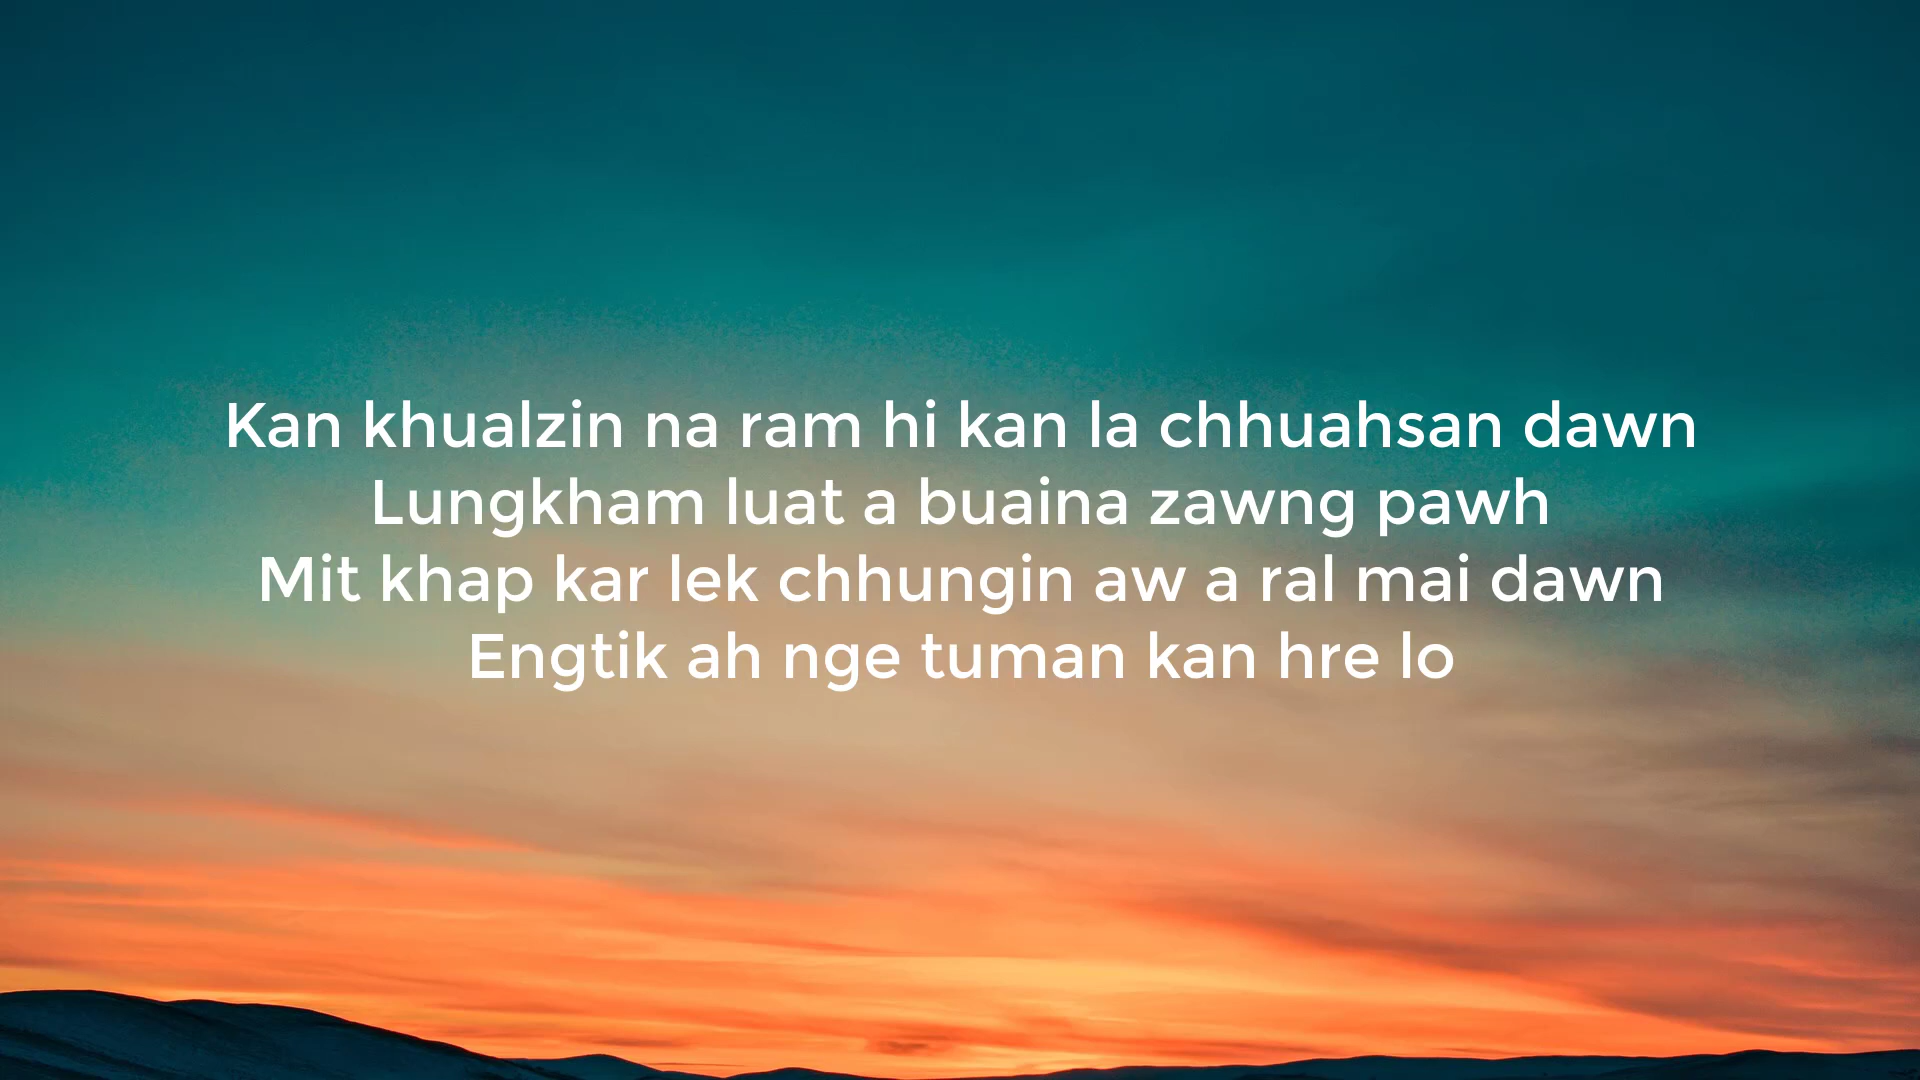 Kan khualzin na ram hi kan la chhuahsan dawn
Lungkham luat a buaina zawng pawh
Mit khap kar lek chhungin aw a ral mai dawn
Engtik ah nge tuman kan hre lo